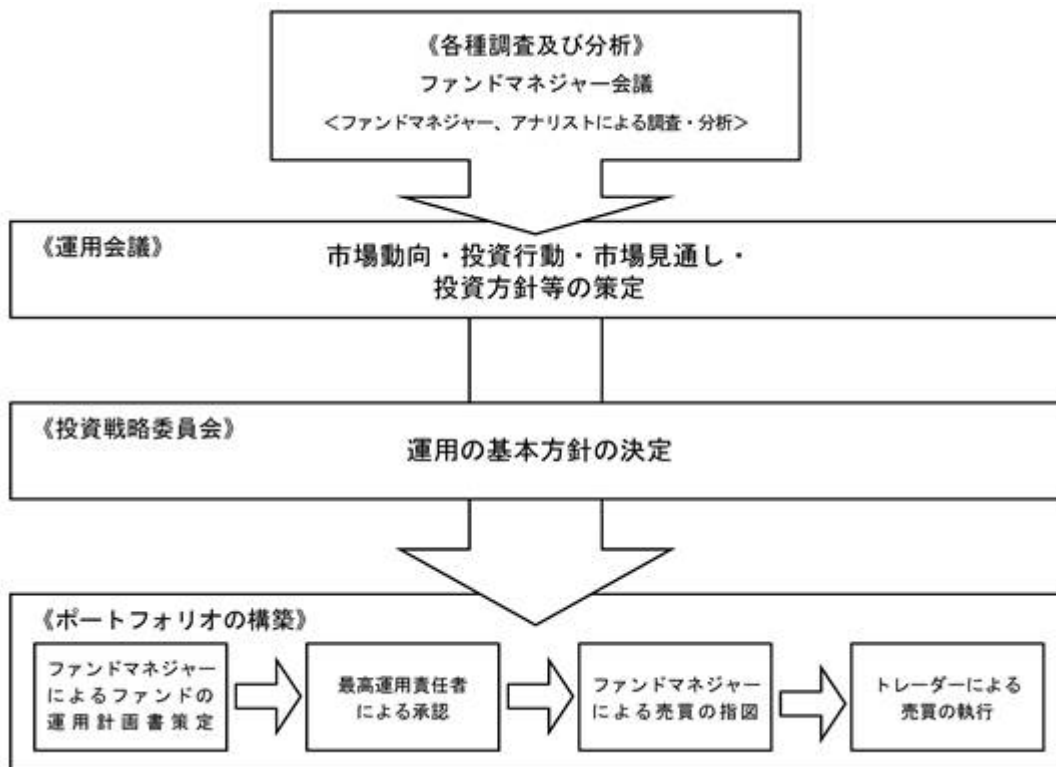 《各種調査及び分析》
ファンドマネジャー会議
<ファンドマネジャー、アナリストによる調査・分析>
《運用会議》
市場動向・投資行動・市場見通し・
投資方針等の策定
《投資戦略委員会》
運用の基本方針の決定
《ポートフォリオの構築》
ファンドマネジャー
によるファンドの
運用計画書策定
最高運用責任者
による承認
ファンドマネジャー
による売買の指図
トレーダーによる
売買の執行